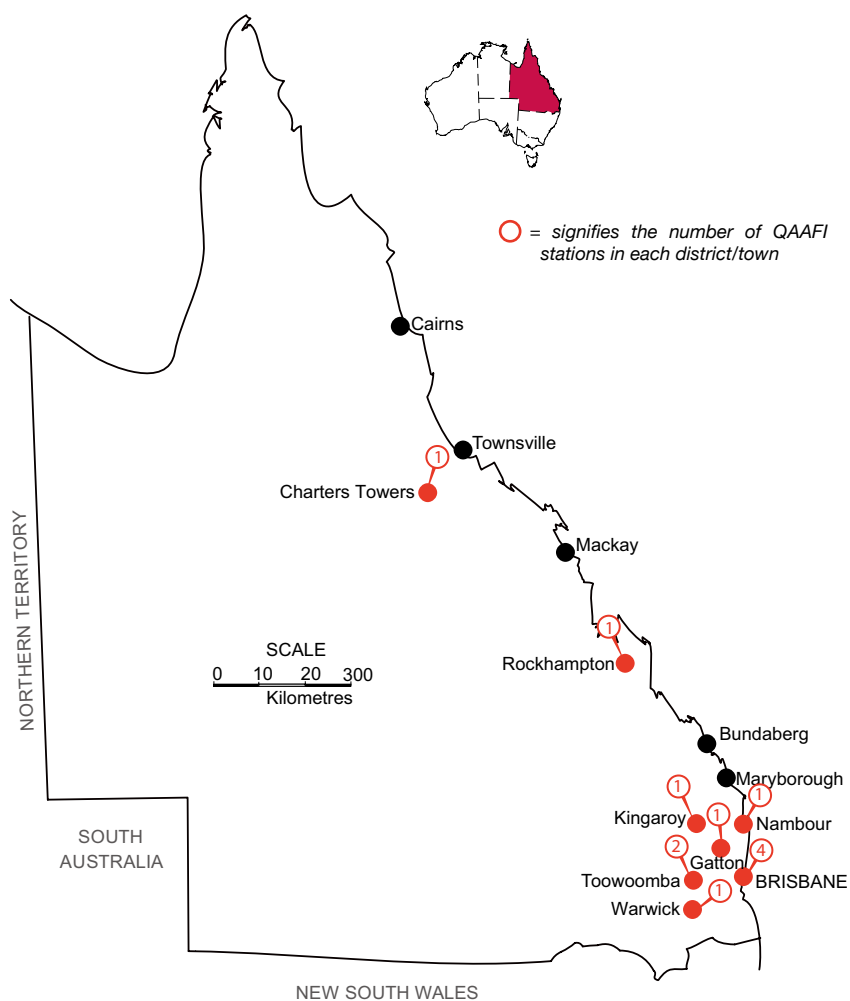 = signifies the number of QAAFI
stations in each district/town
Cairns
Townsville
1
Charters Towers
Mackay
NORTHERN TERRITORY
1
Rockhampton
SCALE
0 10 20 300
Kilometres
Bundaberg
Maryborough
1
1
1
Kingaroy
Nambour
SOUTH
AUSTRALIA
2
Gatton
4
Toowoomba
BRISBANE
1
Warwick
NEW SOUTH WALES